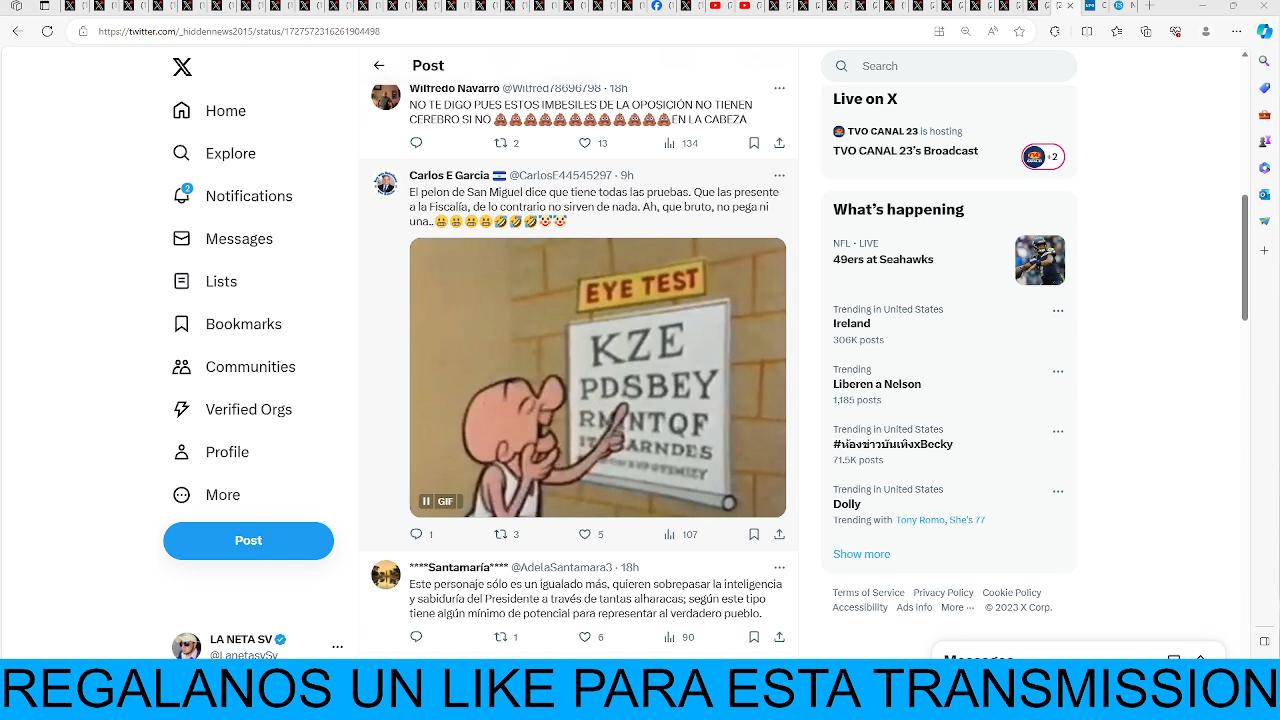 https://twitter.com/_hiddennews2015/status/1727572316261904498
Home
Explore
2
Notifications
Messages
Lists
Bookmarks
Communities
Verified Orgs
Profile
More
Post
LA NETA SV
@LanetasvSv
Post
Wilfredo Navarro @Wilfred78696798 · 18h
NO TE DIGO PUES ESTOS IMBESILES DE LA OPOSICIÓN NO TIENEN
CEREBRO SI NO 💩💩💩💩💩💩💩💩💩💩💩💩EN LA CABEZA
2 13 134
Carlos E Garcia 🇸🇻 @CarlosE44545297 · 9h
El pelon de San Miguel dice que tiene todas las pruebas. Que las presente
a la Fiscalía, de lo contrario no sirven de nada. Ah, que bruto, no pega ni
una..😬😬😬😬🤣🤣🤣🤡🤡
EYE TEST
KZE
PDSBEY
GIF
1 3 5 107
****Santamaría**** @AdelaSantamara3 · 18h
Este personaje sólo es un igualado más, quieren sobrepasar la inteligencia
y sabiduría del Presidente a través de tantas alharacas; según este tipo
tiene algún mínimo de potencial para representar al verdadero pueblo.
1 6 90
Search
Live on X
TVO CANAL 23 is hosting
TVO CANAL 23's Broadcast
+2
What's happening
NFL · LIVE
49ers at Seahawks
Trending in United States
Ireland
306K posts
Trending
Liberen a Nelson
1,185 posts
Trending in United States
#ห้องข่าวบันเทิงxBecky
71.5K posts
Trending in United States
Dolly
Trending with Tony Romo, She's 77
Show more
Terms of Service Privacy Policy Cookie Policy
Accessibility Ads info More ··· © 2023 X Corp.
REGALANOS UN LIKE PARA ESTA TRANSMISSION